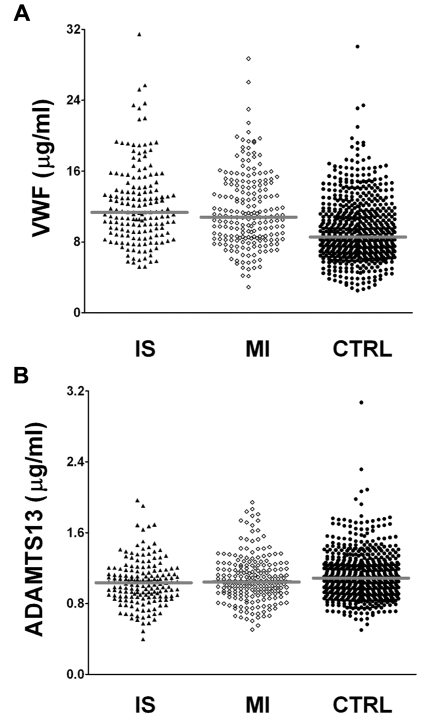 A
VWF (μg/ml)
32
24
16
8
0
IS MI CTRL
B
ADAMTS13 (μg/ml)
3.2
2.4
1.6
0.8
0.0
IS MI CTRL